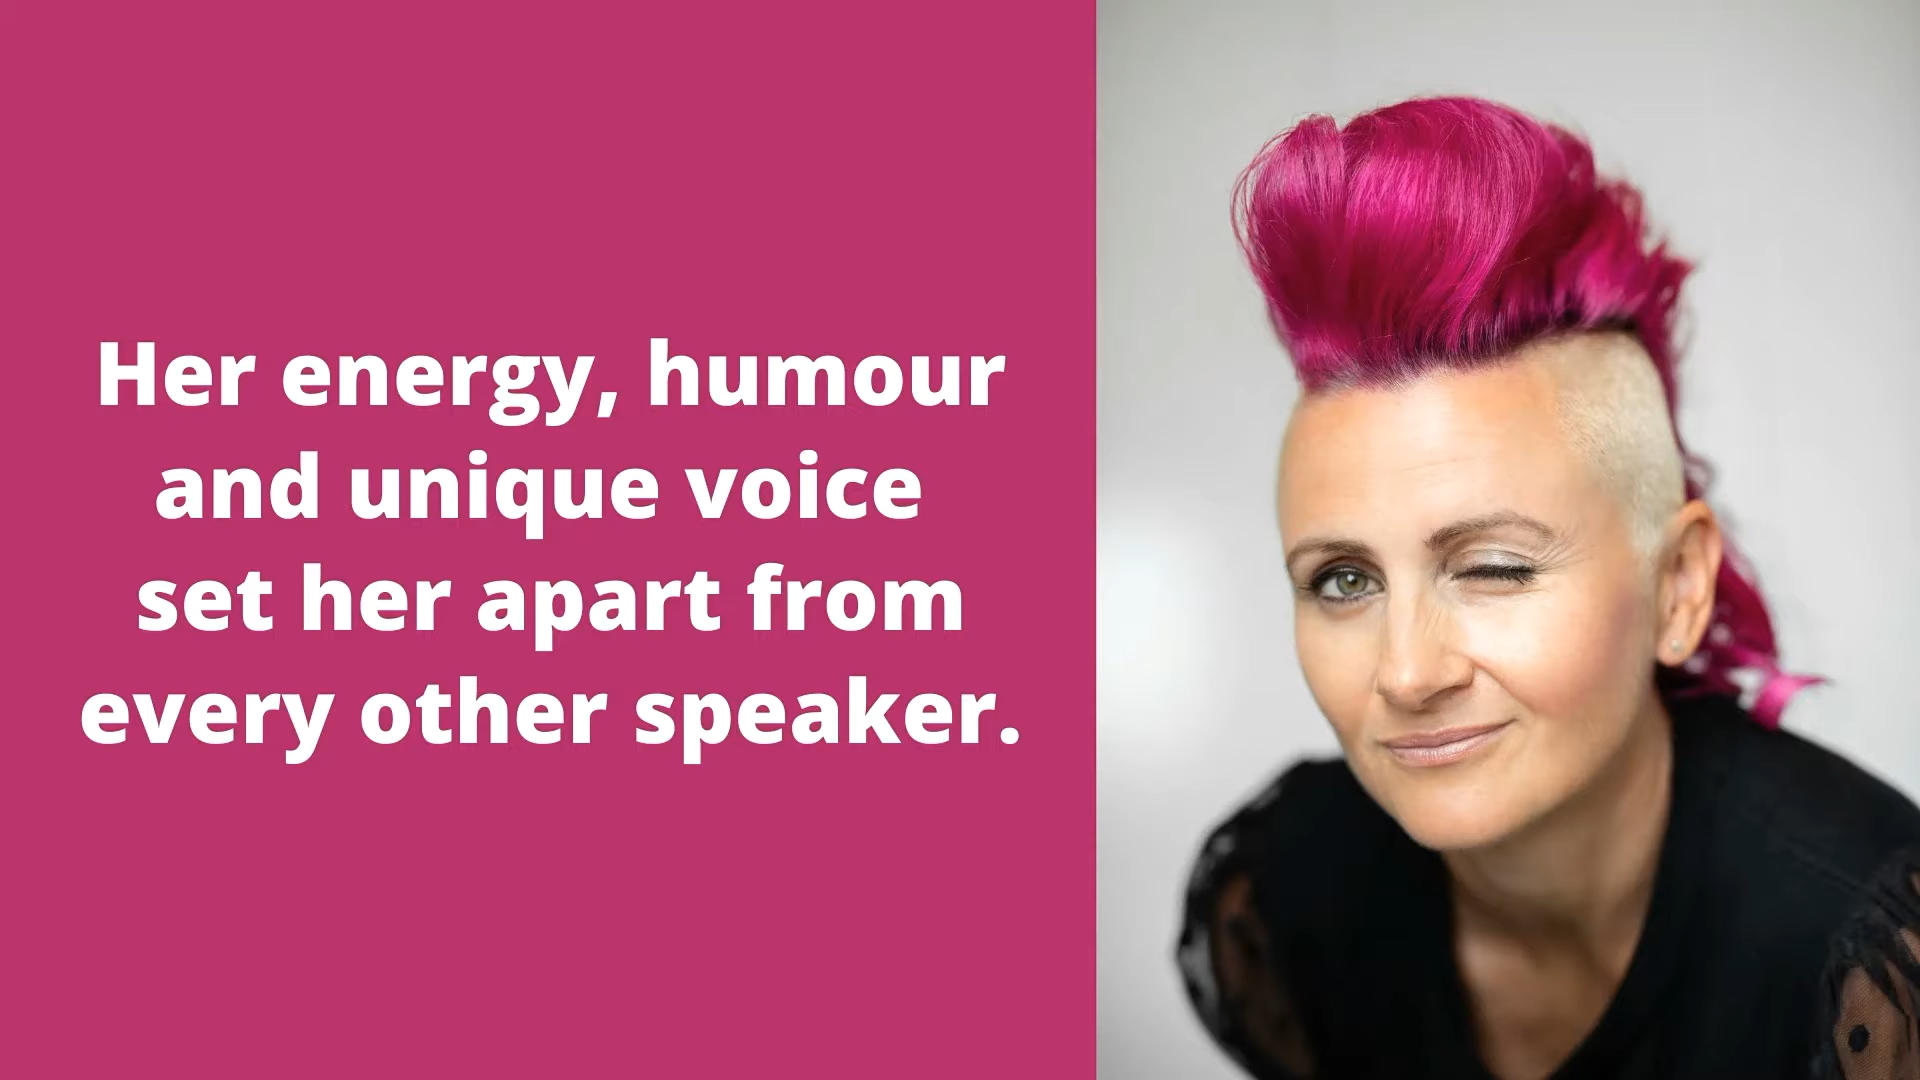 Her energy, humour
and unique voice
set her apart from
every other speaker.